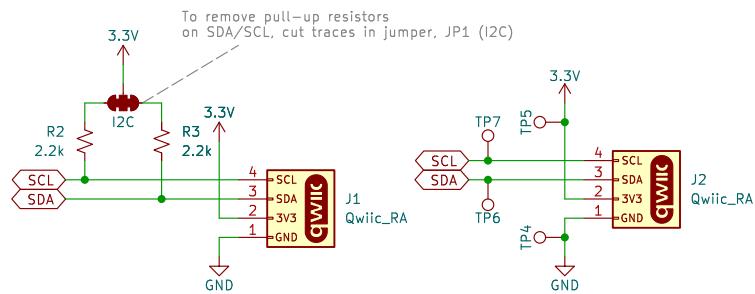 To remove pull-up resistors
on SDA/SCL, cut traces in jumper, JP1 (I2C)
3.3V
I2C
R2
2.2k
R3
2.2k
3.3V
SCL
SDA
4
3
2
1
SCL
SDA
3V3
GND
qwiic
J1
Qwiic_RA
GND
3.3V
TP7
TP5
SCL
SDA
TP6
TP4
4
3
2
1
SCL
SDA
3V3
GND
qwiic
J2
Qwiic_RA
GND